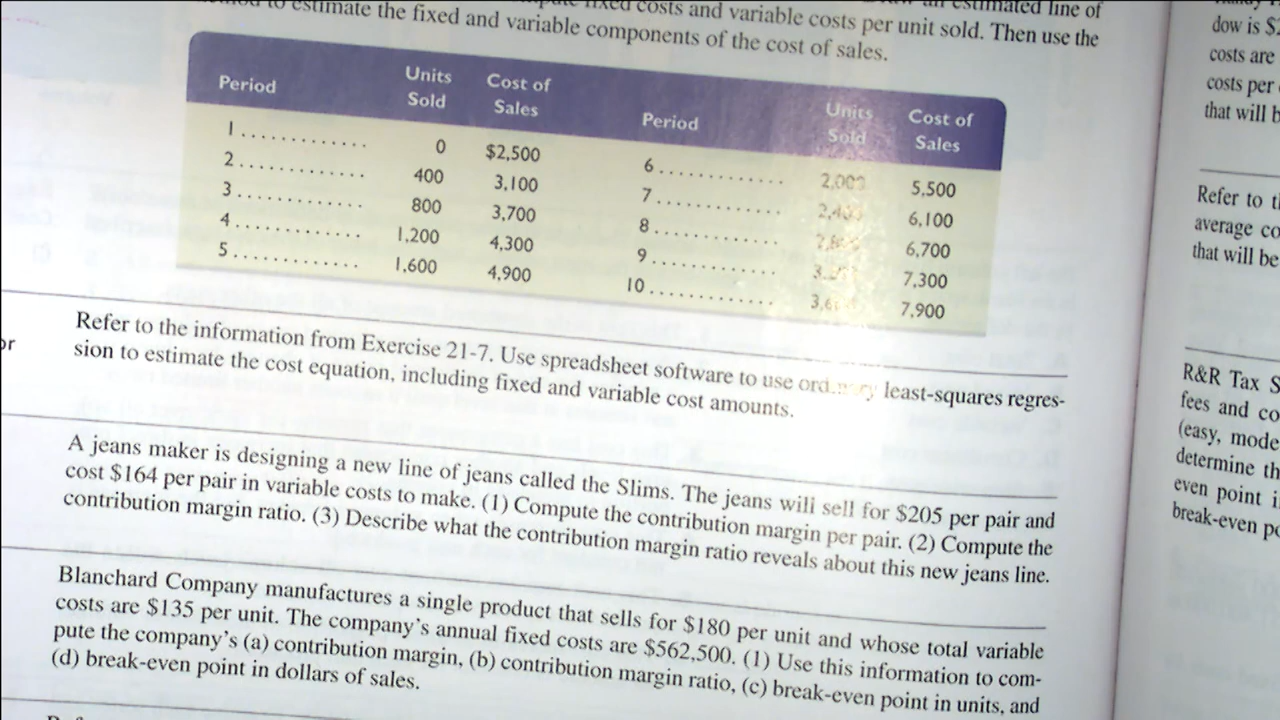 costs and variable costs per unit sold. Then use the
to estimate the fixed and variable components of the cost of sales.
Period Units Sold Cost of Sales Period Units Sold Cost of Sales
1 . . . . . . . . . . . . 0 $2,500 6 . . . . . . . . . . . . 5,500
2 . . . . . . . . . . . . 400 3,100 7 . . . . . . . . . . . . 6,100
3 . . . . . . . . . . . . 800 3,700 8 . . . . . . . . . . . . 6,700
4 . . . . . . . . . . . . 1,200 4,300 9 . . . . . . . . . . . . 7,300
5 . . . . . . . . . . . . 1,600 4,900 10 . . . . . . . . . . . . 7,900
Refer to the information from Exercise 21-7. Use spreadsheet software to use least-squares regres-
sion to estimate the cost equation, including fixed and variable cost amounts.
A jeans maker is designing a new line of jeans called the Slims. The jeans will sell for $205 per pair and
cost $164 per pair in variable costs to make. (1) Compute the contribution margin per pair. (2) Compute the
contribution margin ratio. (3) Describe what the contribution margin ratio reveals about this new jeans line.
Blanchard Company manufactures a single product that sells for $180 per unit and whose total variable
costs are $135 per unit. The company's annual fixed costs are $562,500. (1) Use this information to com-
pute the company's (a) contribution margin, (b) contribution margin ratio, (c) break-even point in units, and
(d) break-even point in dollars of sales.
dow is
costs are
costs per
that will
Refer to
average
that will be
R&R Tax
fees and
(easy,
determine
even point
break-even